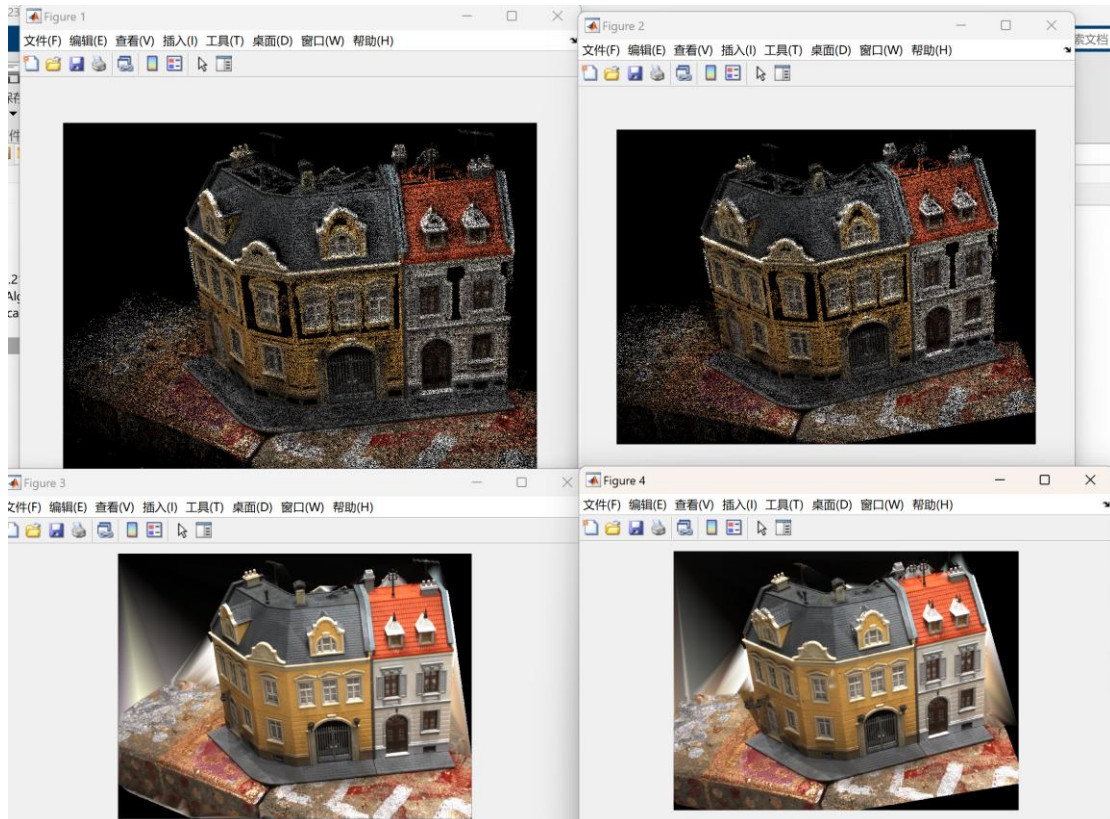 Figure 1
文件(F) 编辑(E) 查看(V) 插入(I) 工具(T) 桌面(D) 窗口(W) 帮助(H)
Figure 2
文件(F) 编辑(E) 查看(V) 插入(I) 工具(T) 桌面(D) 窗口(W) 帮助(H)
索文档
Figure 3
文件(F) 编辑(E) 查看(V) 插入(I) 工具(T) 桌面(D) 窗口(W) 帮助(H)
Figure 4
文件(F) 编辑(E) 查看(V) 插入(I) 工具(T) 桌面(D) 窗口(W) 帮助(H)